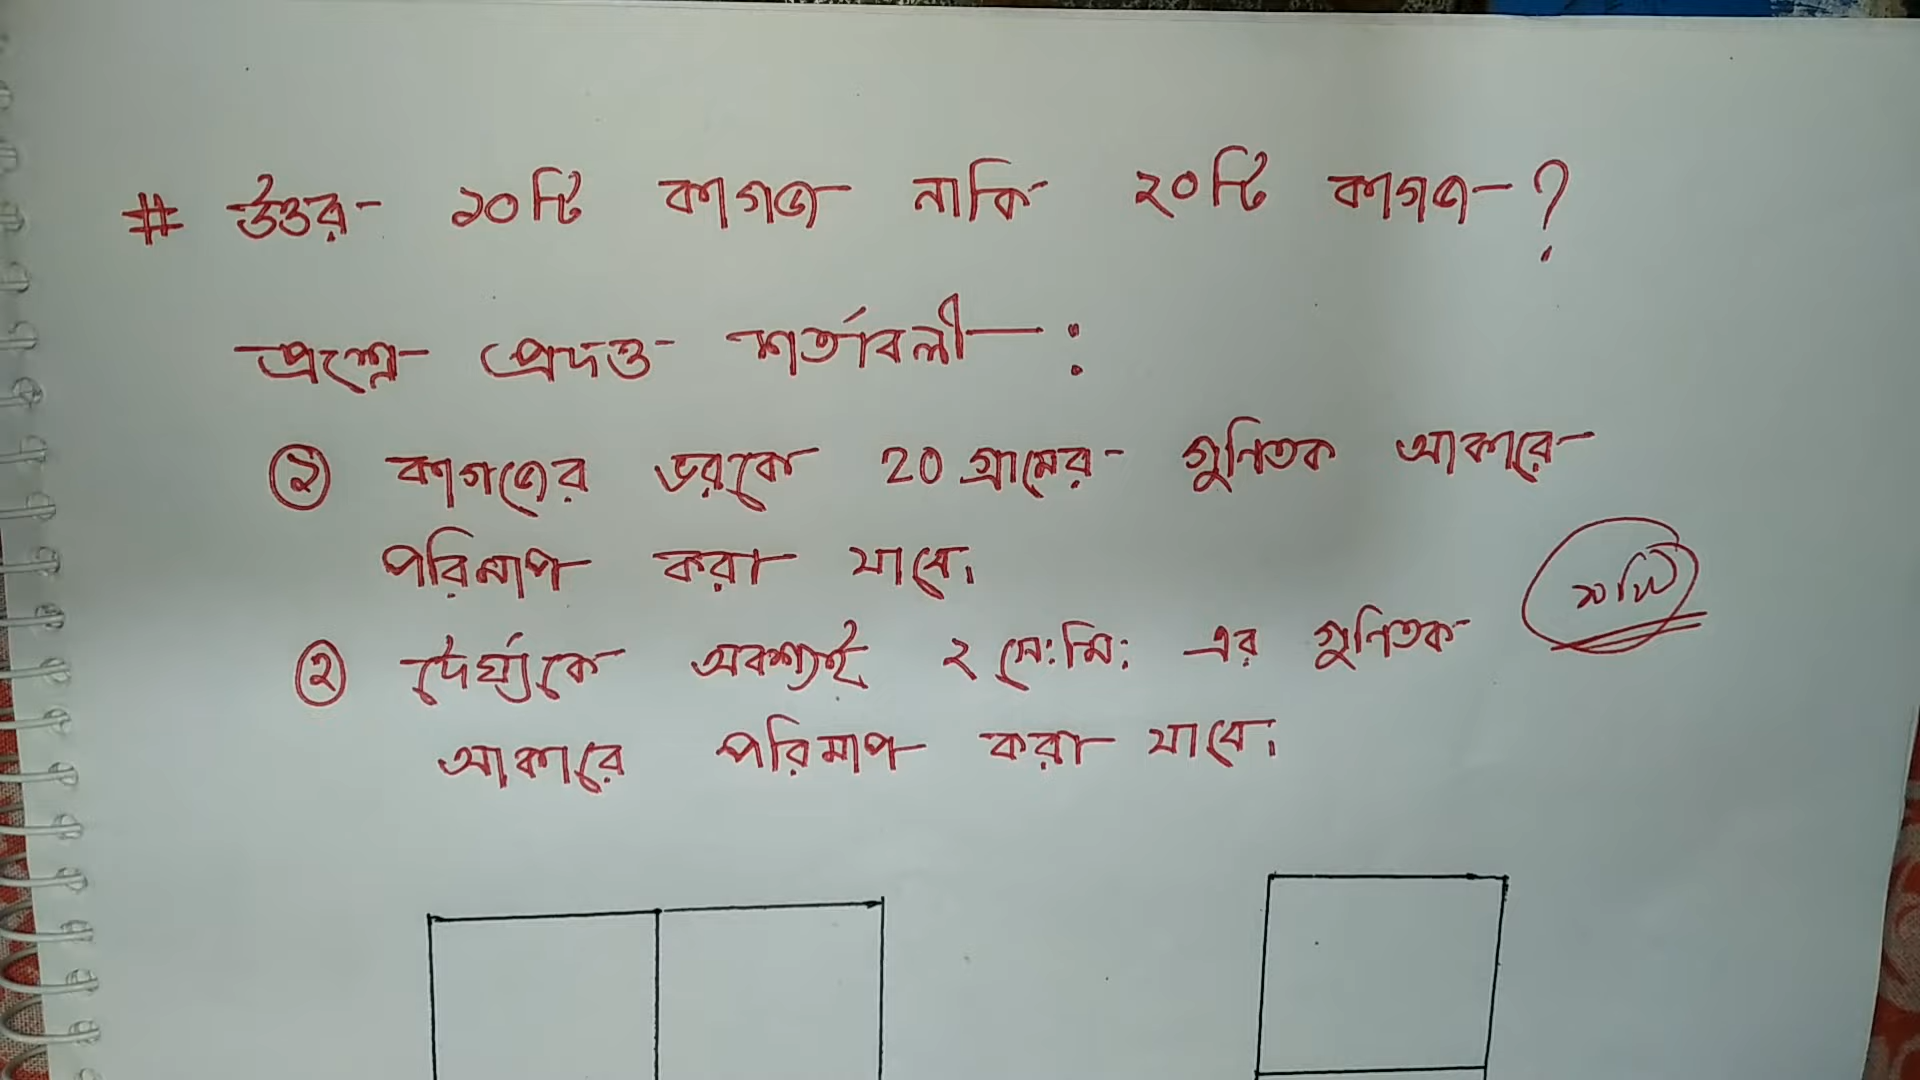 # উত্তর- ১০টি কাগজ নাকি ২০টি কাগজ-?
প্রশ্নে প্রদত্ত শর্তাবলী :
① কাগজের ভরকে 20 গ্রামের গুণিতক আকারে
পরিমাপ করা যাবে।
② দৈর্ঘ্যকে অবশ্যই ২ সে:মি: এর গুণিতক
আকারে পরিমাপ করা যাবে।